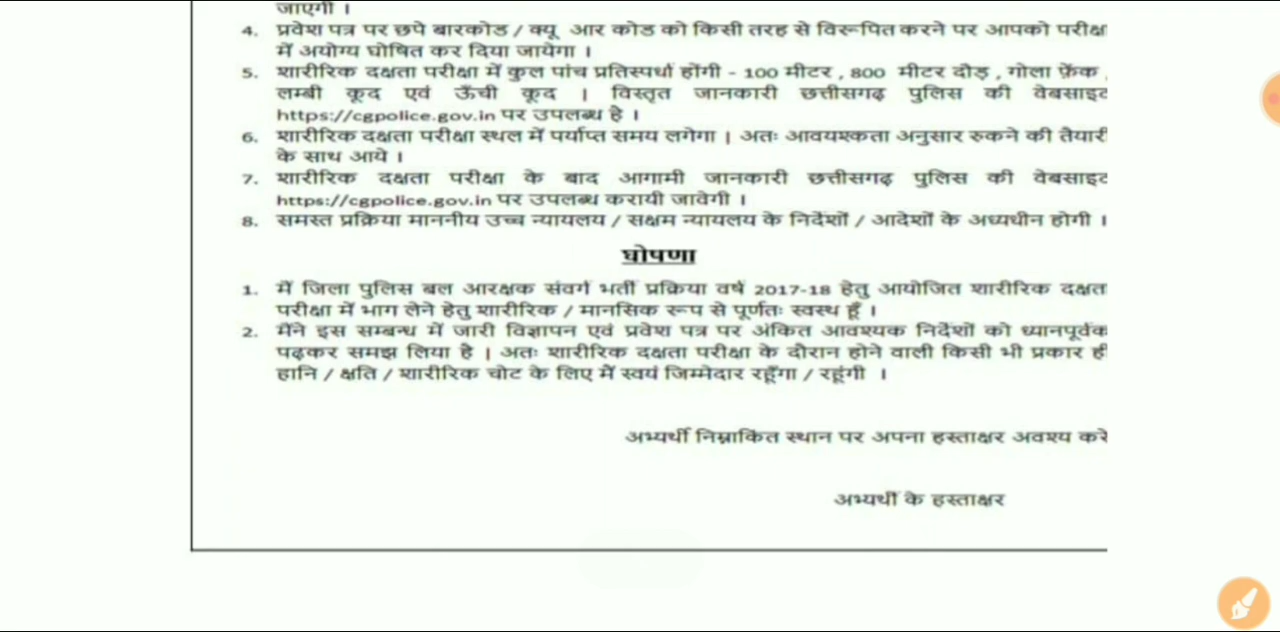 जाएगी ।
4. प्रवेश पत्र पर छपे बारकोड / क्यू आर कोड को किसी तरह से विरूपित करने पर आपको परीक्ष
में अयोग्य घोषित कर दिया जायेगा ।
5. शारीरिक दक्षता परीक्षा में कुल पांच प्रतिस्पर्धा होंगी - 100 मीटर , 800 मीटर दौड़ , गोला फ़ेंक ,
लम्बी कूद एवं ऊँची कूद । विस्तृत जानकारी छत्तीसगढ़ पुलिस की वेबसाइट
https://cgpolice.gov.in पर उपलब्ध है ।
6. शारीरिक दक्षता परीक्षा स्थल में पर्याप्त समय लगेगा | अतः आवयश्कता अनुसार रुकने की तैयारी
के साथ आये ।
7. शारीरिक दक्षता परीक्षा के बाद आगामी जानकारी छत्तीसगढ़ पुलिस की वेबसाइट
https://cgpolice.gov.in पर उपलब्ध करायी जावेगी ।
8. समस्त प्रक्रिया माननीय उच्च न्यायलय / सक्षम न्यायलय के निर्देशों / आदेशों के अध्यधीन होगी ।
घोषणा
1. मैं जिला पुलिस बल आरक्षक संवर्ग भर्ती प्रक्रिया वर्ष 2017-18 हेतु आयोजित शारीरिक दक्षत
परीक्षा में भाग लेने हेतु शारीरिक / मानसिक रूप से पूर्णतः स्वस्थ हूँ ।
2. मैंने इस सम्बन्ध में जारी विज्ञापन एवं प्रवेश पत्र पर अंकित आवश्यक निर्देशों को ध्यानपूर्वक
पढ़कर समझ लिया है | अतः शारीरिक दक्षता परीक्षा के दौरान होने वाली किसी भी प्रकार ही
हानि / क्षति / शारीरिक चोट के लिए मैं स्वयं जिम्मेदार रहूँगा / रहूंगी ।
अभ्यर्थी निम्नाकिंत स्थान पर अपना हस्ताक्षर अवश्य करे
अभ्यर्थी के हस्ताक्षर